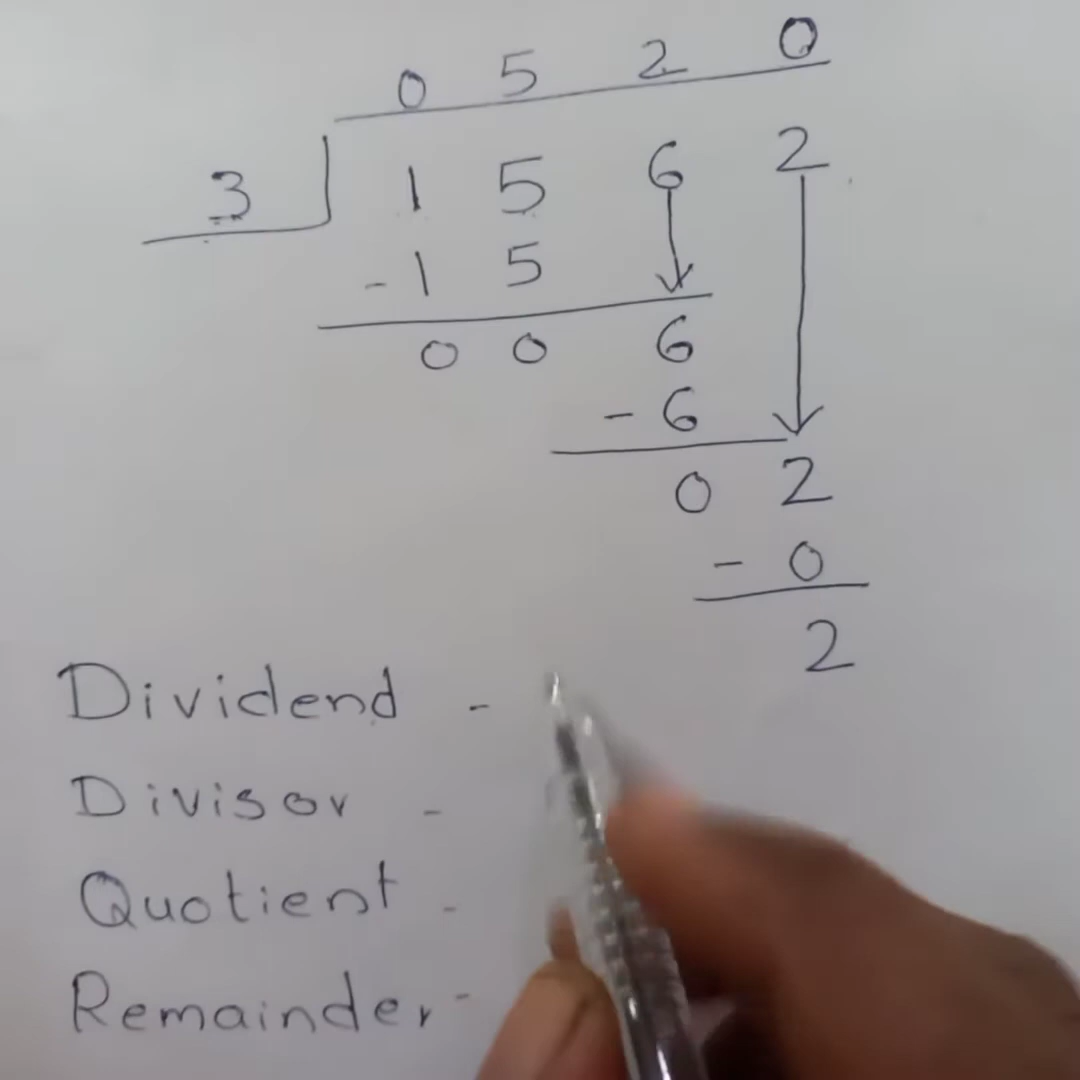 0 5 2 0
3 1 5 6 2
- 1 5
0 0 6
- 6
0 2
- 0
2
Dividend -
Divisor -
Quotient -
Remainder -